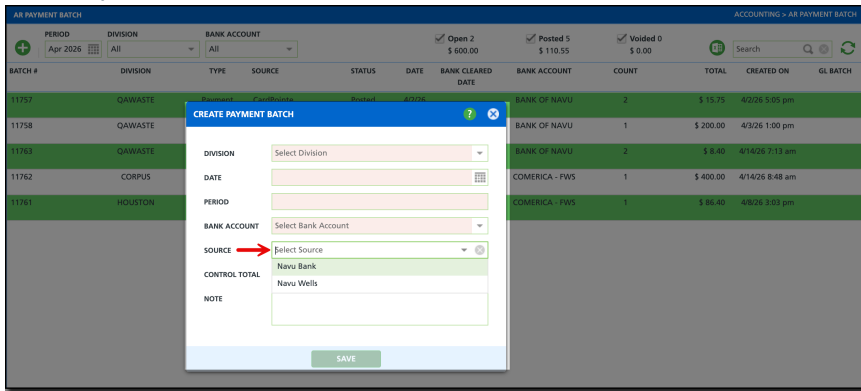 AR PAYMENT BATCH ACCOUNTING > AR PAYMENT BATCH
PERIOD DIVISION BANK ACCOUNT
Apr 2026 All All
Open 2 Posted 5 Voided 0
$ 600.00 $ 110.55 $ 0.00
Search
BATCH # DIVISION TYPE SOURCE STATUS DATE BANK CLEARED DATE BANK ACCOUNT COUNT TOTAL CREATED ON GL BATCH
11757 QAWASTE Payment CardPointe Posted 4/2/26 BANK OF NAVU 2 $ 15.75 4/2/26 5:05 pm
11758 QAWASTE BANK OF NAVU 1 $ 200.00 4/3/26 1:00 pm
11763 QAWASTE BANK OF NAVU 2 $ 8.40 4/14/26 7:13 am
11762 CORPUS COMERICA - FWS 1 $ 400.00 4/14/26 8:48 am
11761 HOUSTON COMERICA - FWS 1 $ 86.40 4/8/26 3:03 pm
CREATE PAYMENT BATCH ?
DIVISION Select Division
DATE
PERIOD
BANK ACCOUNT Select Bank Account
SOURCE Select Source
Navu Bank
CONTROL TOTAL
Navu Wells
NOTE
SAVE